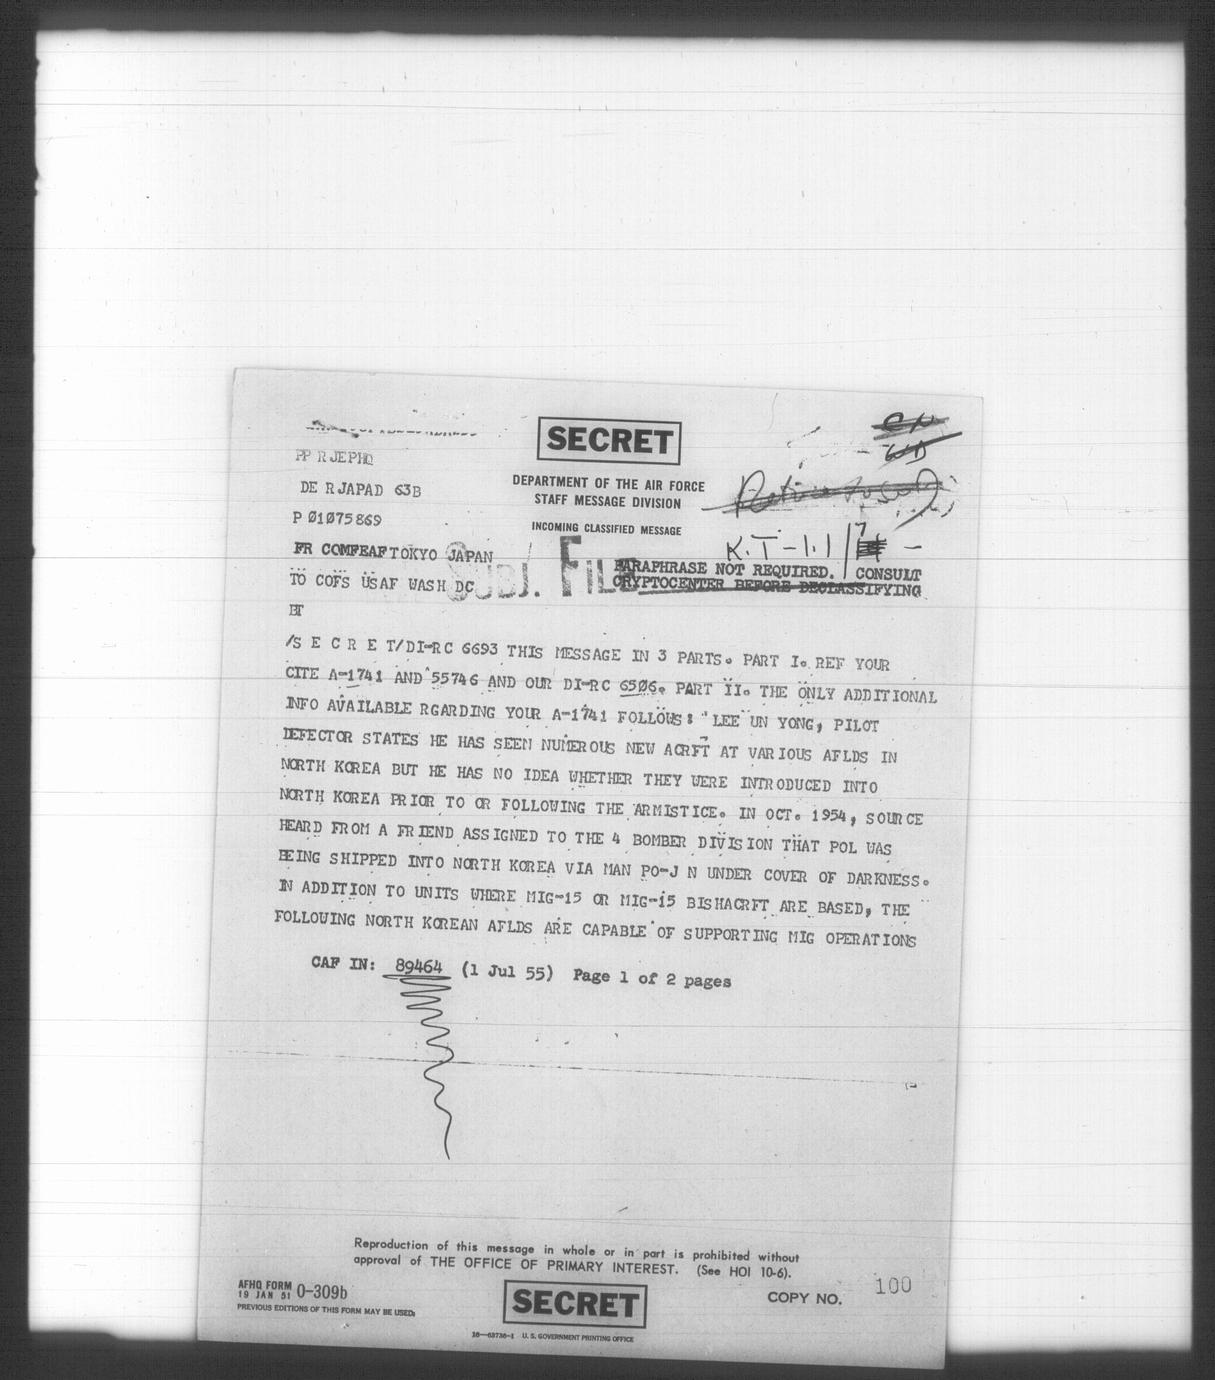 SECRET
PP RJEPHQ
DE RJAPAD 63B
P 01075869
FR COMFEAF TOKYO JAPAN
TO COFS USAF WASH DC
BT
DEPARTMENT OF THE AIR FORCE
STAFF MESSAGE DIVISION
INCOMING CLASSIFIED MESSAGE
SUBJ. FILE
K.T-1.1
PARAPHRASE NOT REQUIRED. CONSULT
CRYPTOCENTER BEFORE DECLASSIFYING
/S E C R E T/DI-RC 6693 THIS MESSAGE IN 3 PARTS. PART I. REF YOUR
CITE A-1741 AND 55746 AND OUR DI-RC 6506. PART II. THE ONLY ADDITIONAL
INFO AVAILABLE RGARDING YOUR A-1741 FOLLOWS: "LEE UN YONG, PILOT
DEFECTOR STATES HE HAS SEEN NUMEROUS NEW ACRFT AT VARIOUS AFLDS IN
NORTH KOREA BUT HE HAS NO IDEA WHETHER THEY WERE INTRODUCED INTO
NORTH KOREA PRIOR TO OR FOLLOWING THE ARMISTICE. IN OCT. 1954, SOURCE
HEARD FROM A FRIEND ASSIGNED TO THE 4 BOMBER DIVISION THAT POL WAS
BEING SHIPPED INTO NORTH KOREA VIA MAN PO-J N UNDER COVER OF DARKNESS.
IN ADDITION TO UNITS WHERE MIG-15 OR MIG-15 BISHACRFT ARE BASED, THE
FOLLOWING NORTH KOREAN AFLDS ARE CAPABLE OF SUPPORTING MIG OPERATIONS
CAF IN: 89464 (1 Jul 55) Page 1 of 2 pages
Reproduction of this message in whole or in part is prohibited without
approval of THE OFFICE OF PRIMARY INTEREST. (See HOI 10-6).
AFHQ FORM 0-309b
19 JAN 51
PREVIOUS EDITIONS OF THIS FORM MAY BE USED.
SECRET
COPY NO. 100
16—63736-1 U. S. GOVERNMENT PRINTING OFFICE